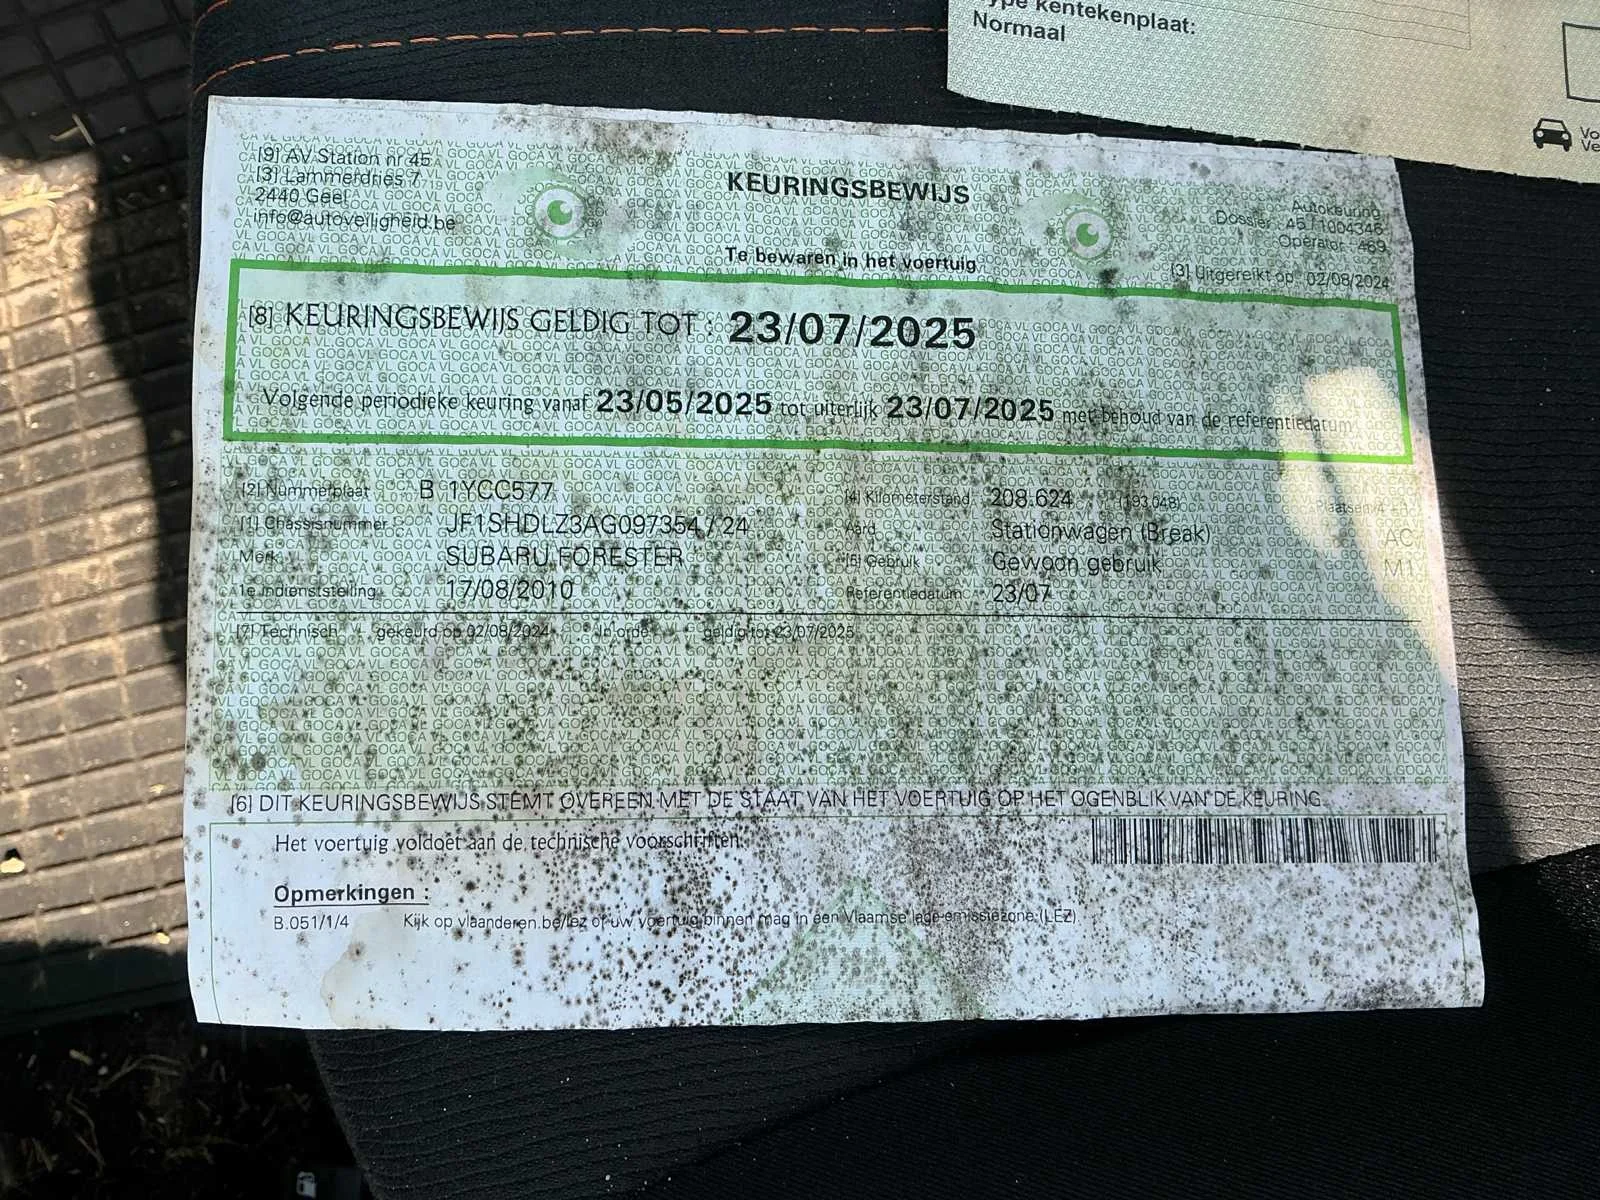 Type kentekenplaat:
Normaal
[9] AV Station nr 45
[3] Lammerdries 7
2440 Geel
info@autoveiligheid.be
KEURINGSBEWIJS
Te bewaren in het voertuig
Autokeuring
Dossier : 45 / 1004346
Operator : 469
[3] Uitgereikt op 02/08/2024
[8] KEURINGSBEWIJS GELDIG TOT : 23/07/2025
Volgende periodieke keuring vanaf 23/05/2025 tot uiterlijk 23/07/2025 met behoud van de referentiedatum
[2] Nummerplaat B 1YCC577 [4] Kilometerstand 208.624 (193.048)
[1] Chassisnummer JF1SHDLZ3AG097354 / 24 Aard Stationwagen (Break) AC
Merk SUBARU FORESTER [5] Gebruik Gewoon gebruik M1
1e indienststelling 17/08/2010 Referentiedatum 23/07
[7] Technisch gekeurd op 02/08/2024 In orde geldig tot 23/07/2025
[6] DIT KEURINGSBEWIJS STEMT OVEREEN MET DE STAAT VAN HET VOERTUIG OP HET OGENBLIK VAN DE KEURING
Het voertuig voldoet aan de technische voorschriften.
Opmerkingen :
B.051/1/4 Kijk op vlaanderen.be/lez of uw voertuig binnen mag in een Vlaamse lage-emissiezone (LEZ)